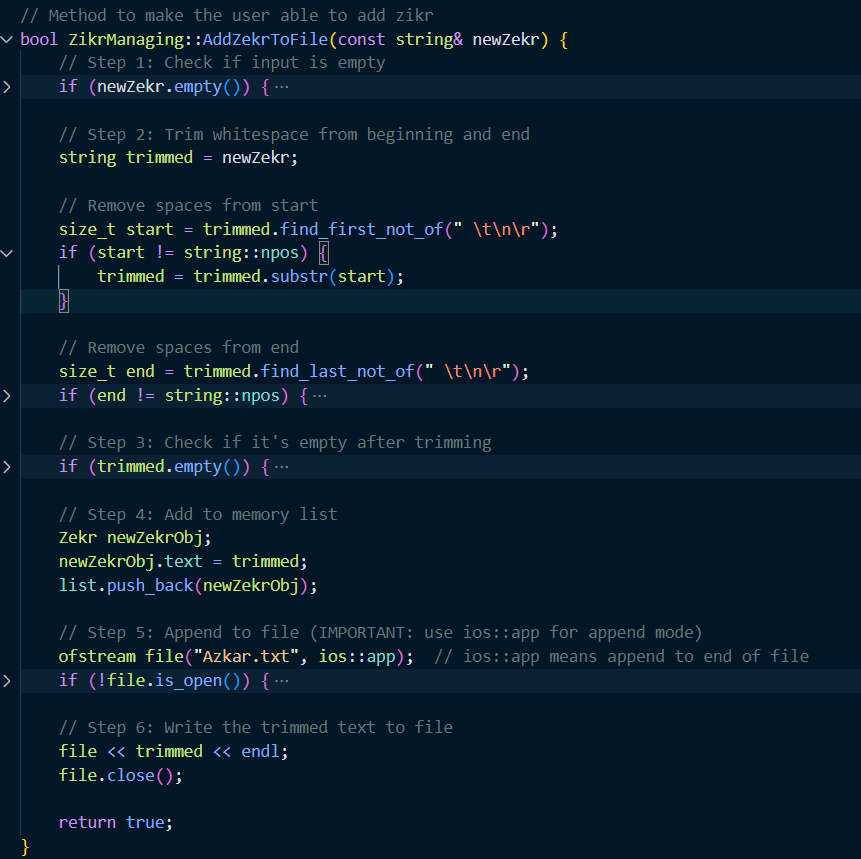 // Method to make the user able to add zikr
bool ZikrManaging::AddZekrToFile(const string& newZekr) {
// Step 1: Check if input is empty
if (newZekr.empty()) { ···
// Step 2: Trim whitespace from beginning and end
string trimmed = newZekr;
// Remove spaces from start
size_t start = trimmed.find_first_not_of(" \t\n\r");
if (start != string::npos) {
trimmed = trimmed.substr(start);
}
// Remove spaces from end
size_t end = trimmed.find_last_not_of(" \t\n\r");
if (end != string::npos) { ···
// Step 3: Check if it's empty after trimming
if (trimmed.empty()) { ···
// Step 4: Add to memory list
Zekr newZekrObj;
newZekrObj.text = trimmed;
list.push_back(newZekrObj);
// Step 5: Append to file (IMPORTANT: use ios::app for append mode)
ofstream file("Azkar.txt", ios::app);  // ios::app means append to end of file
if (!file.is_open()) { ···
// Step 6: Write the trimmed text to file
file << trimmed << endl;
file.close();
return true;
}